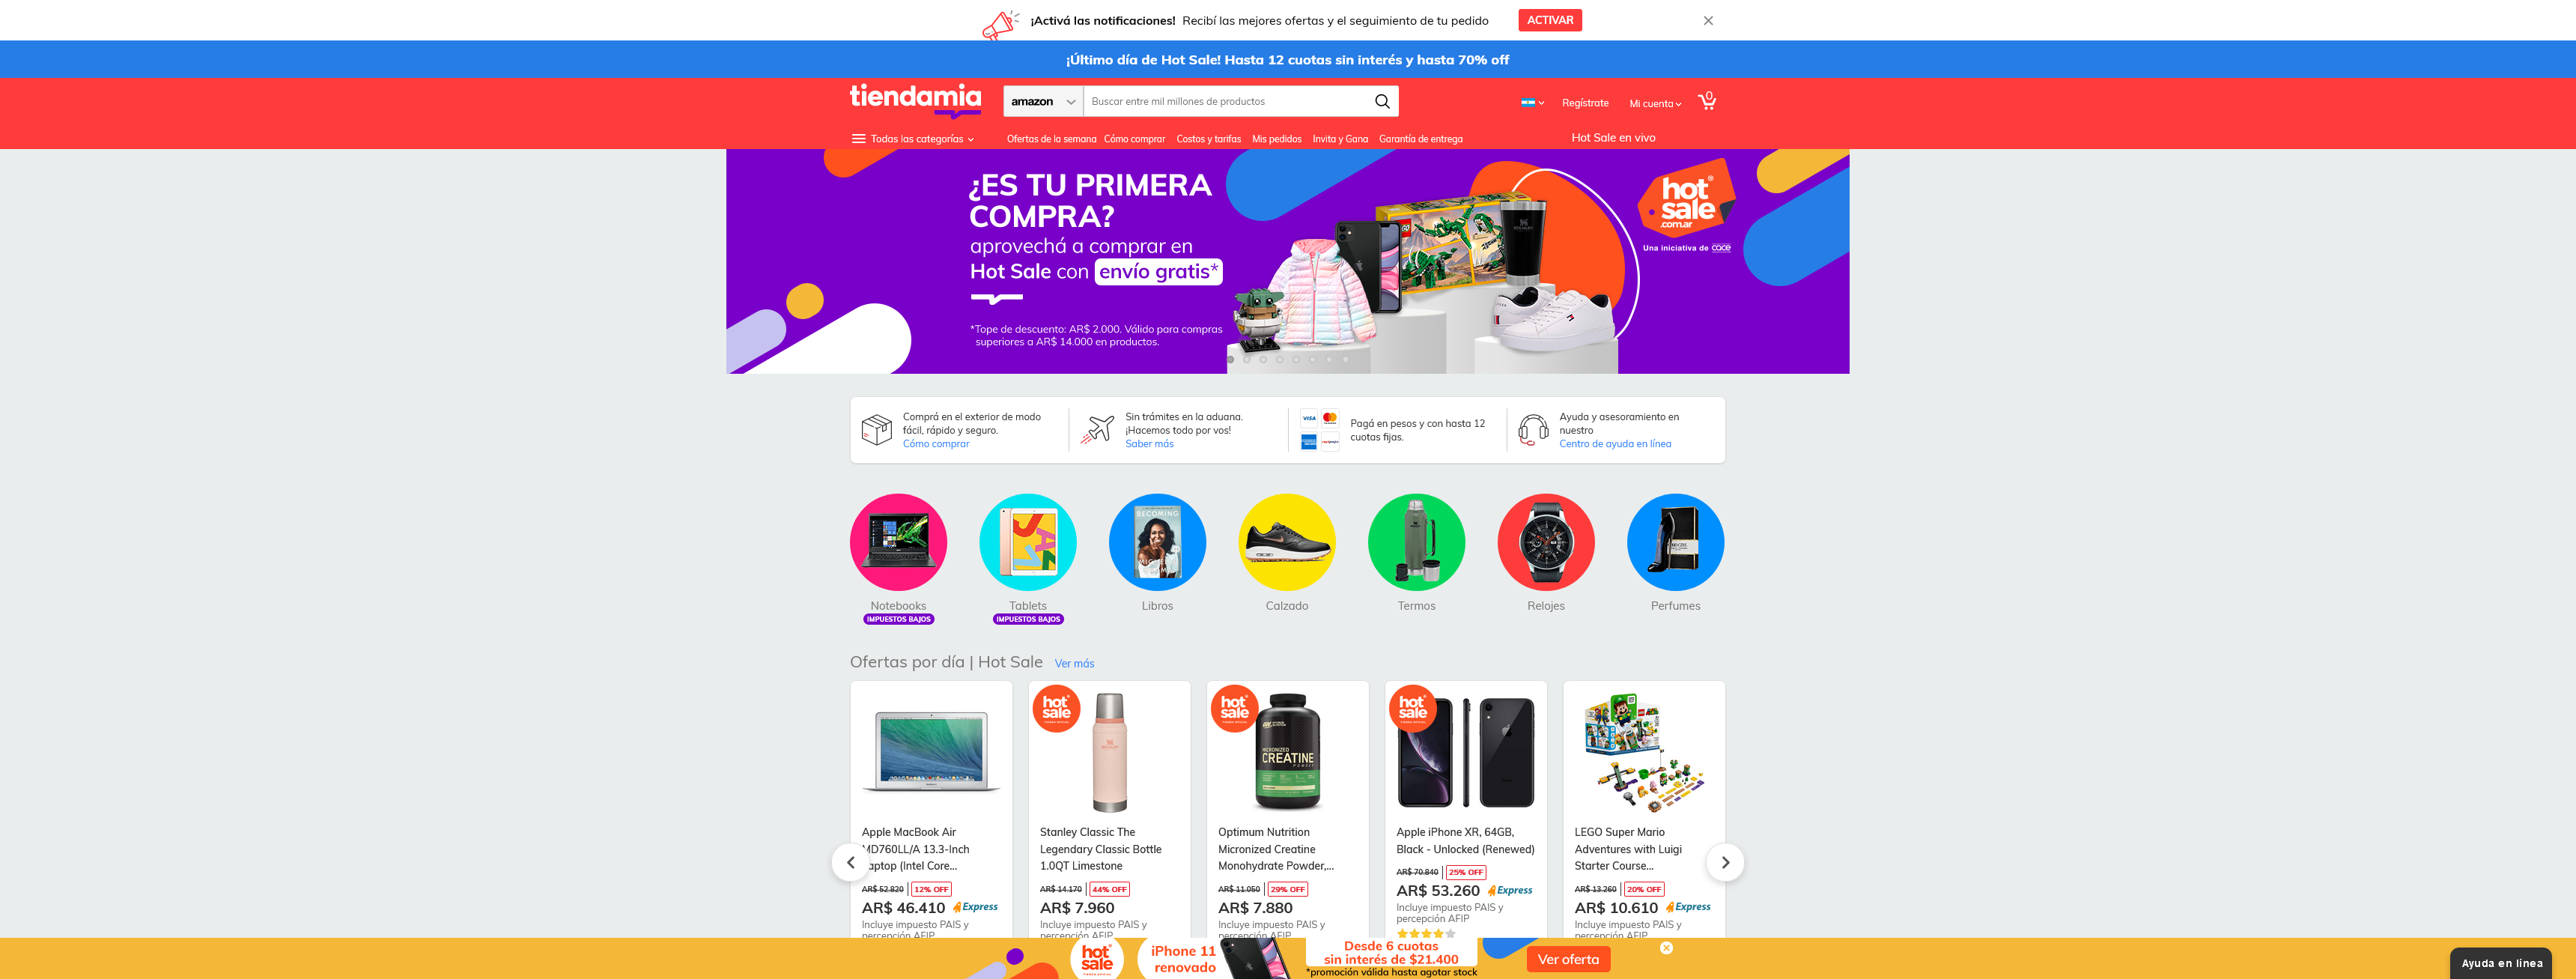 ¡Activá las notificaciones! Recibí las mejores ofertas y el seguimiento de tu pedido
ACTIVAR
¡Último día de Hot Sale! Hasta 12 cuotas sin interés y hasta 70% off
tiendamia
amazon
Buscar entre mil millones de productos
Regístrate
Mi cuenta
0
Todas las categorías
Ofertas de la semana
Cómo comprar
Costos y tarifas
Mis pedidos
Invita y Gana
Garantía de entrega
Hot Sale en vivo
¿ES TU PRIMERA
COMPRA?
aprovechá a comprar en
Hot Sale con envío gratis*
*Tope de descuento: AR$ 2.000. Válido para compras
superiores a AR$ 14.000 en productos.
hot
sale
.com.ar
Una iniciativa de cace
Comprá en el exterior de modo
fácil, rápido y seguro.
Cómo comprar
Sin trámites en la aduana.
¡Hacemos todo por vos!
Saber más
VISA
Pagá en pesos y con hasta 12
cuotas fijas.
Ayuda y asesoramiento en
nuestro
Centro de ayuda en línea
BECOMING
Notebooks
IMPUESTOS BAJOS
Tablets
IMPUESTOS BAJOS
Libros
Calzado
Termos
Relojes
Perfumes
Ofertas por día | Hot Sale
Ver más
Apple MacBook Air
MD760LL/A 13.3-Inch
Laptop (Intel Core...
AR$ 52.820
12% OFF
AR$ 46.410
Express
Incluye impuesto PAIS y
percepción AFIP
hot
sale
Stanley Classic The
Legendary Classic Bottle
1.0QT Limestone
AR$ 14.170
44% OFF
AR$ 7.960
Incluye impuesto PAIS y
percepción AFIP
hot
sale
MICRONIZED
CREATINE
POWDER
Optimum Nutrition
Micronized Creatine
Monohydrate Powder,...
AR$ 11.050
29% OFF
AR$ 7.880
Incluye impuesto PAIS y
percepción AFIP
hot
sale
Apple iPhone XR, 64GB,
Black - Unlocked (Renewed)
AR$ 70.840
25% OFF
AR$ 53.260
Express
Incluye impuesto PAIS y
percepción AFIP
LEGO Super Mario
Adventures with Luigi
Starter Course...
AR$ 13.260
20% OFF
AR$ 10.610
Express
Incluye impuesto PAIS y
percepción AFIP
hot
sale
iPhone 11
renovado
Desde 6 cuotas
sin interés de $21.400
*promoción válida hasta agotar stock
Ver oferta
Ayuda en línea